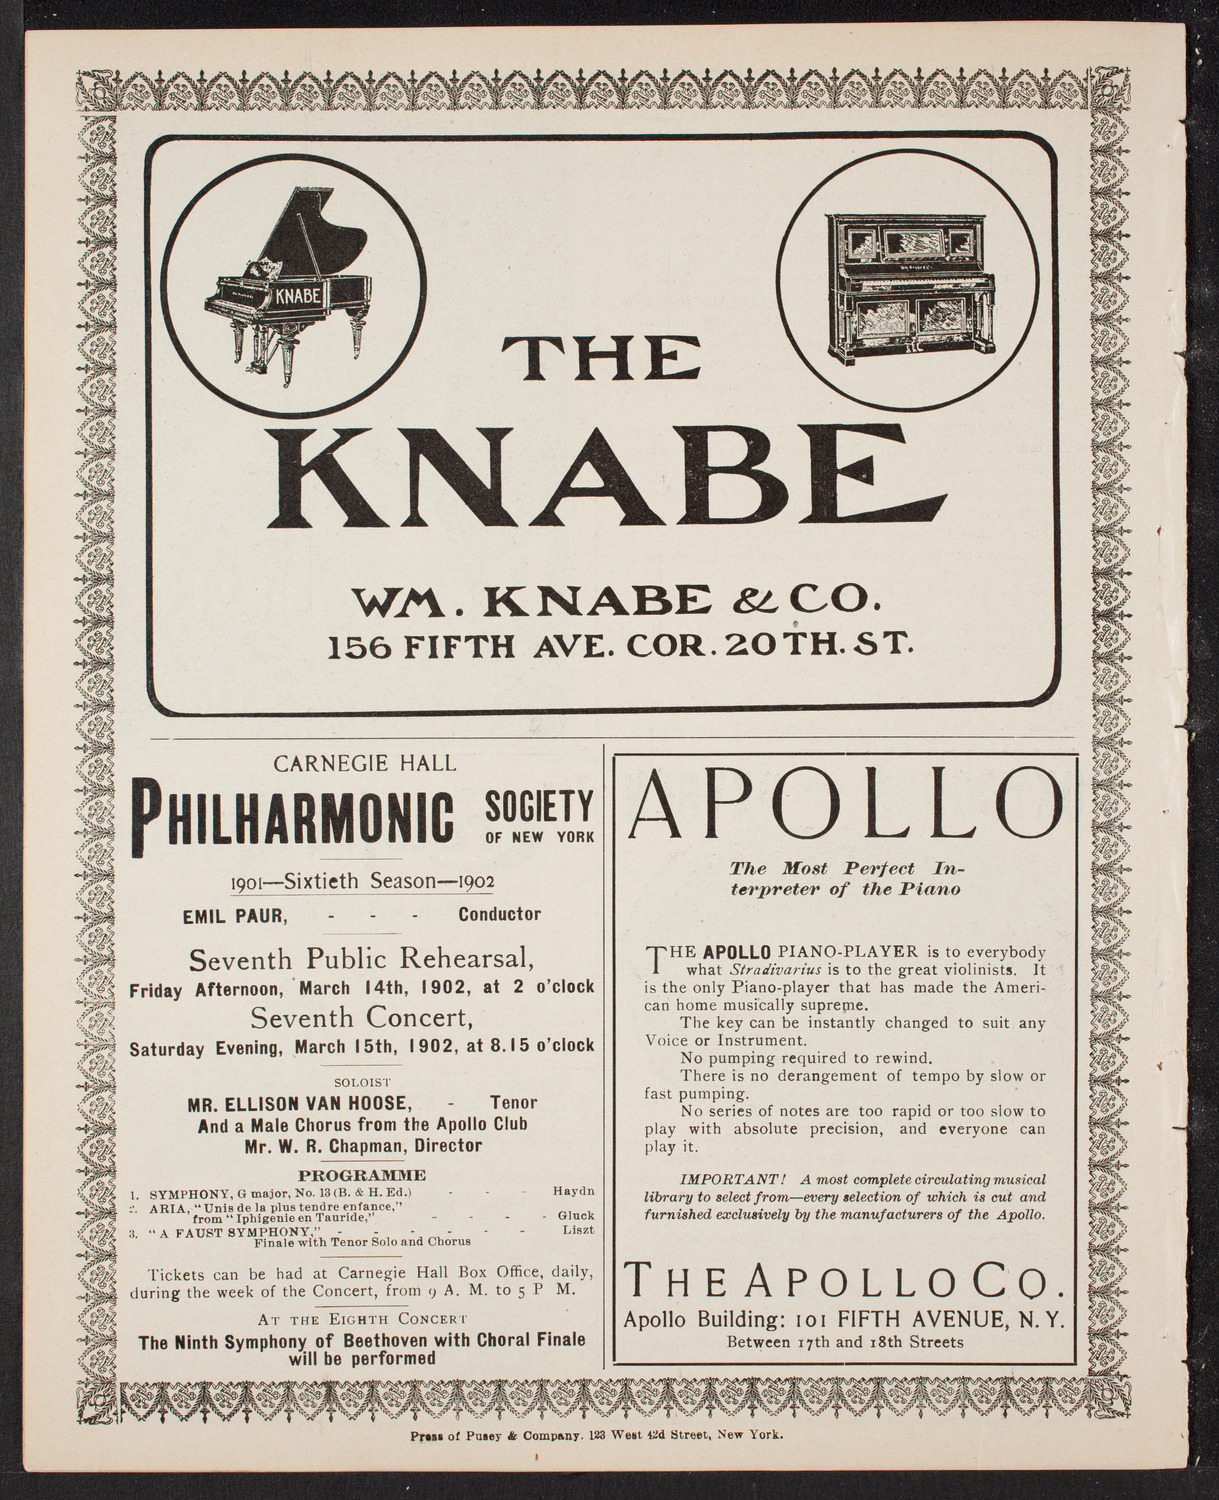 KNABE
THE
KNABE
WM. KNABE & CO.
156 FIFTH AVE. COR. 20TH. ST.
CARNEGIE HALL
PHILHARMONIC SOCIETY
OF NEW YORK
1901—Sixtieth Season—1902
EMIL PAUR, - - - Conductor
Seventh Public Rehearsal,
Friday Afternoon, March 14th, 1902, at 2 o'clock
Seventh Concert,
Saturday Evening, March 15th, 1902, at 8.15 o'clock
SOLOIST
MR. ELLISON VAN HOOSE, - Tenor
And a Male Chorus from the Apollo Club
Mr. W. R. Chapman, Director
PROGRAMME
1. SYMPHONY, G major, No. 13 (B. & H. Ed.) - - - Haydn
2. ARIA, "Unis de la plus tendre enfance,"
from "Iphigenie en Tauride," - - - - Gluck
3. "A FAUST SYMPHONY," - - - - - - Liszt
Finale with Tenor Solo and Chorus
Tickets can be had at Carnegie Hall Box Office, daily,
during the week of the Concert, from 9 A. M. to 5 P M.
AT THE EIGHTH CONCERT
The Ninth Symphony of Beethoven with Choral Finale
will be performed
APOLLO
The Most Perfect In-
terpreter of the Piano
THE APOLLO PIANO-PLAYER is to everybody
what Stradivarius is to the great violinists. It
is the only Piano-player that has made the Ameri-
can home musically supreme.
The key can be instantly changed to suit any
Voice or Instrument.
No pumping required to rewind.
There is no derangement of tempo by slow or
fast pumping.
No series of notes are too rapid or too slow to
play with absolute precision, and everyone can
play it.
IMPORTANT! A most complete circulating musical
library to select from—every selection of which is cut and
furnished exclusively by the manufacturers of the Apollo.
THE APOLLO CO.
Apollo Building: 101 FIFTH AVENUE, N. Y.
Between 17th and 18th Streets
Press of Pusey & Company. 123 West 42d Street, New York.